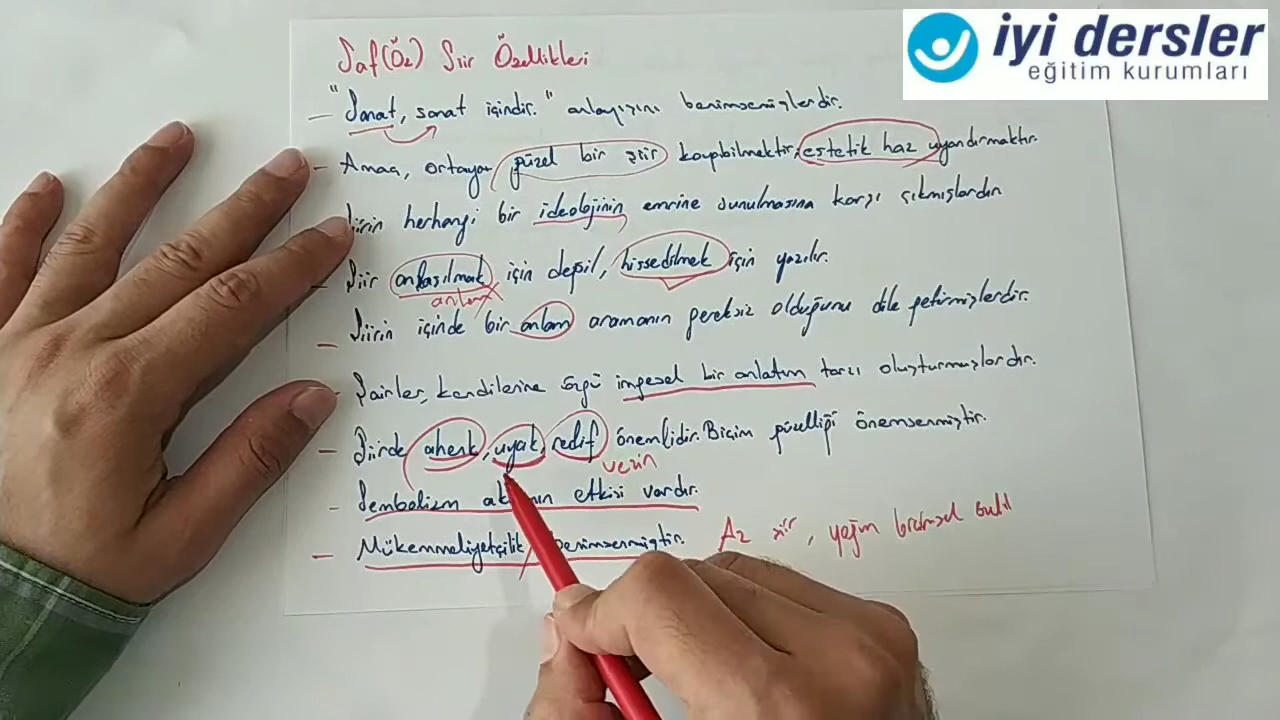 iyi dersler
eğitim kurumları
Saf (Öz) Şiir Özellikleri
- "Sanat, sanat içindir." anlayışını benimsemişlerdir.
- Amaç, ortaya güzel bir şiir koyabilmektir, estetik haz uyandırmaktır.
Şiirin herhangi bir ideolojinin emrine sunulmasına karşı çıkmışlardır
- Şiir anlaşılmak için değil, hissedilmek için yazılır.
anlam
- Şiirin içinde bir anlam aramanın gereksiz olduğunu dile getirmişlerdir.
- Şairler, kendilerine özgü imgesel bir anlatım tarzı oluşturmuşlardır.
- Şiirde ahenk, uyak, redif önemlidir. Biçim güzelliği önemsenmiştir.
vezin
- Sembolizm akımının etkisi vardır.
- Mükemmeliyetçilik benimsenmiştir. Az şiir, yoğun